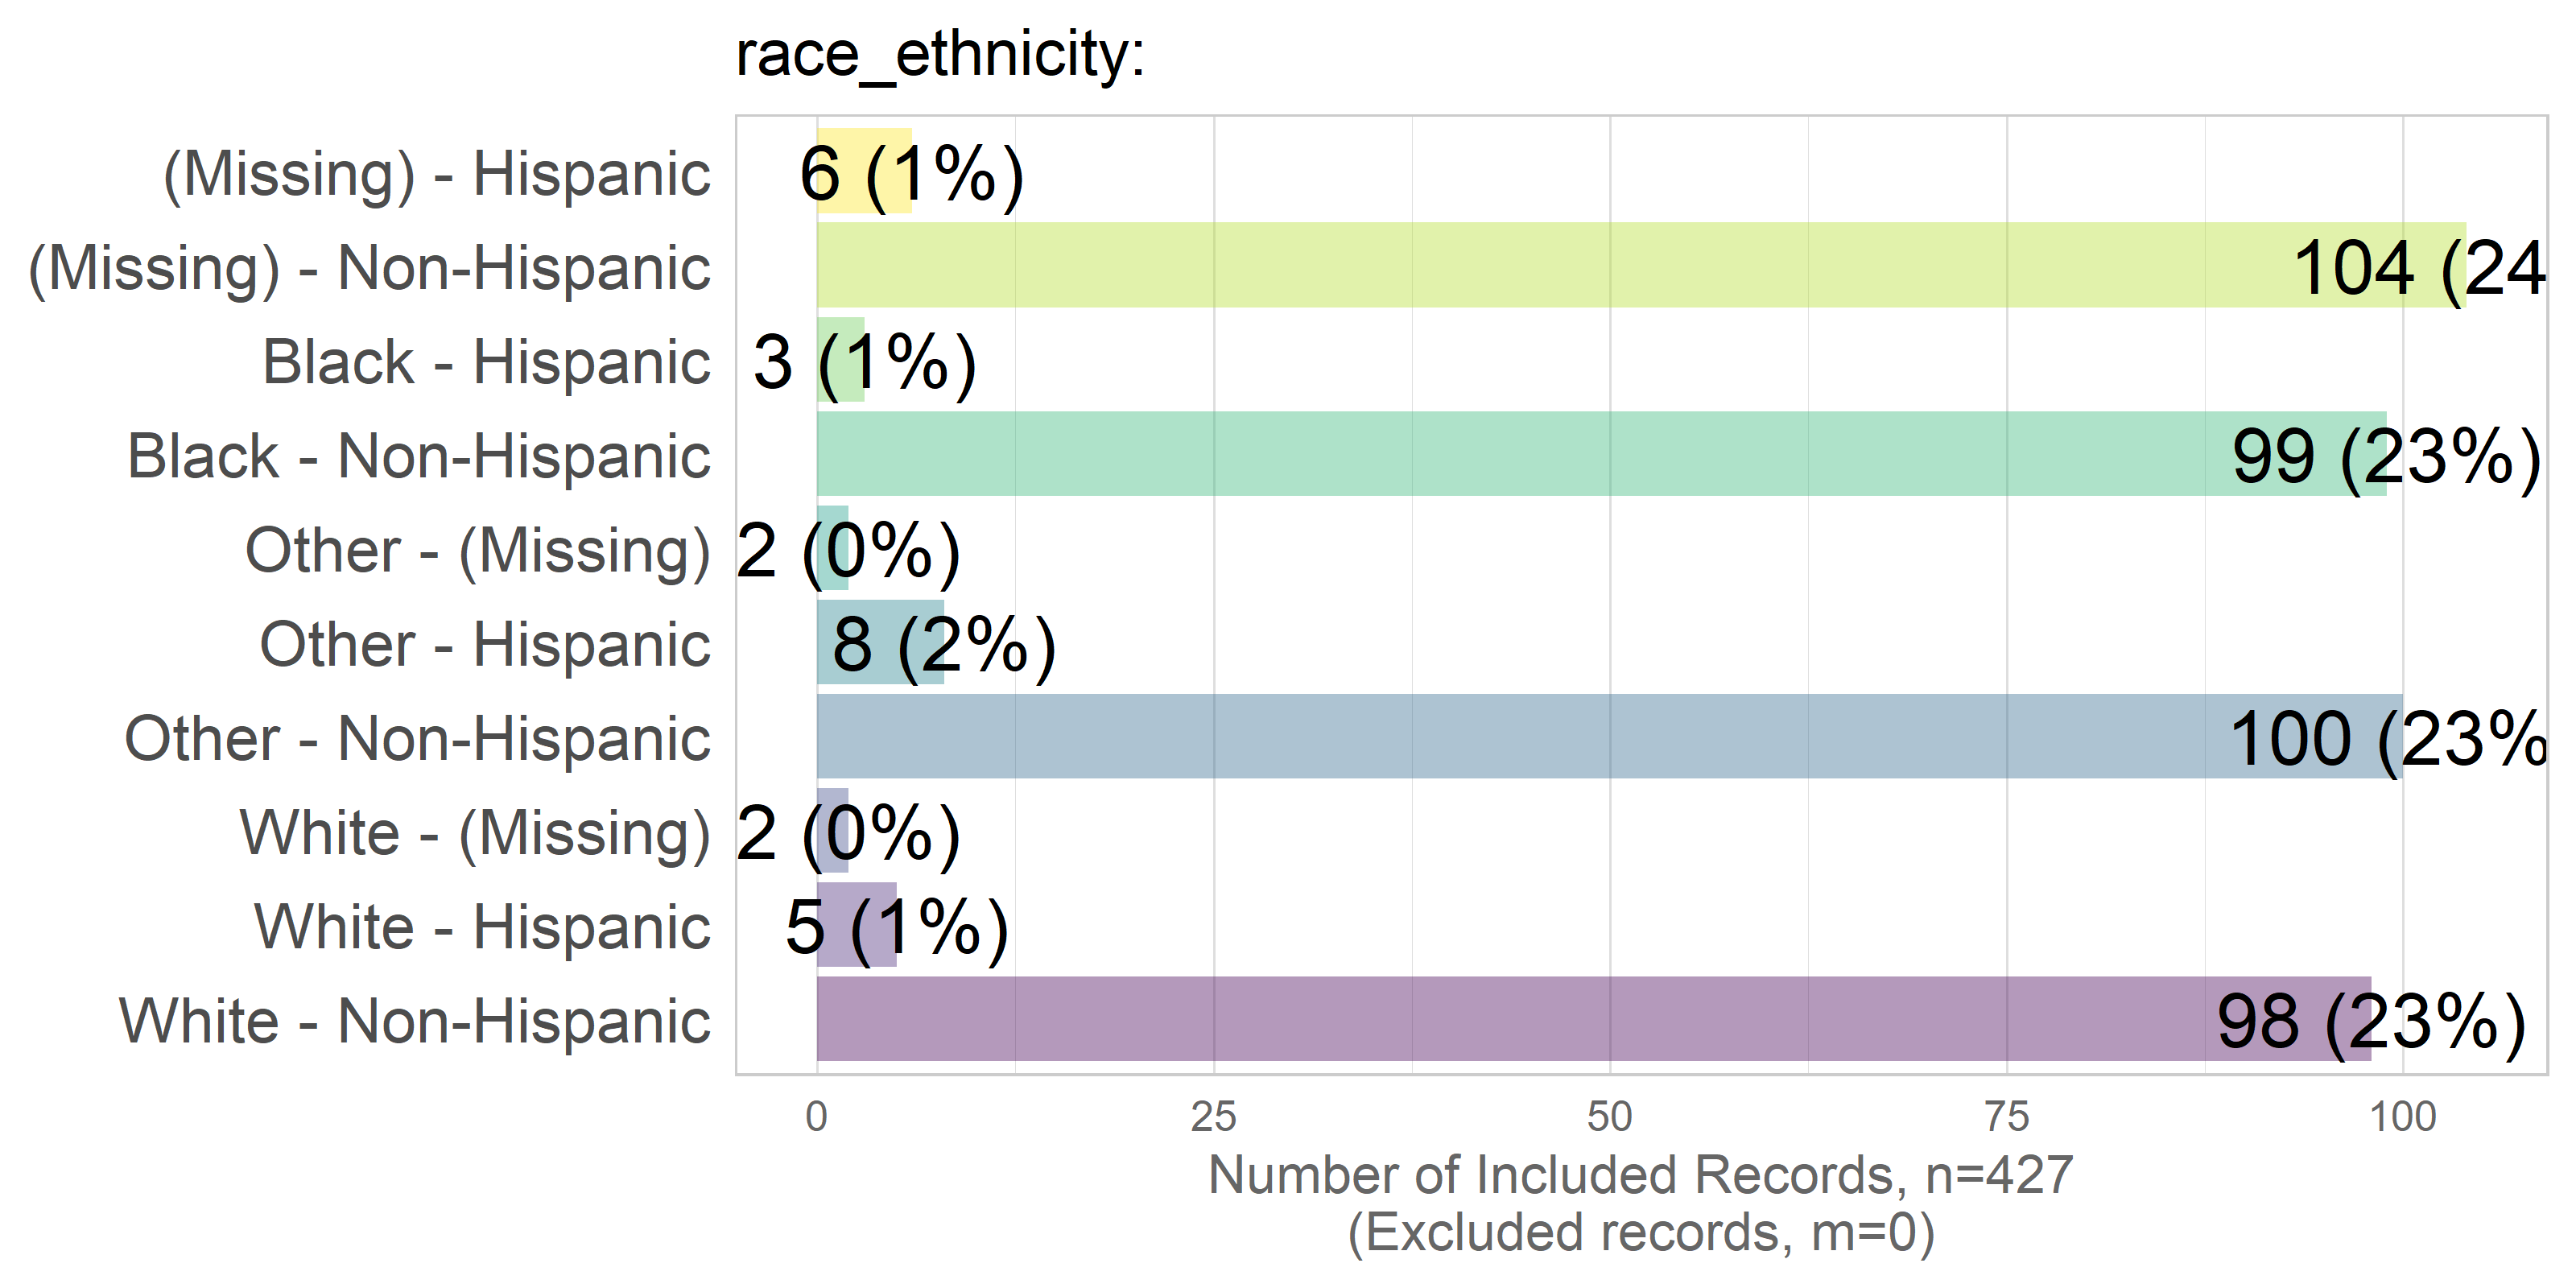 race_ethnicity:
(Missing) - Hispanic 6 (1%)
(Missing) - Non-Hispanic 104 (24
Black - Hispanic 3 (1%)
Black - Non-Hispanic 99 (23%)
Other - (Missing) 2 (0%)
Other - Hispanic 8 (2%)
Other - Non-Hispanic 100 (23%
White - (Missing) 2 (0%)
White - Hispanic 5 (1%)
White - Non-Hispanic 98 (23%)
0 25 50 75 100
Number of Included Records, n=427
(Excluded records, m=0)